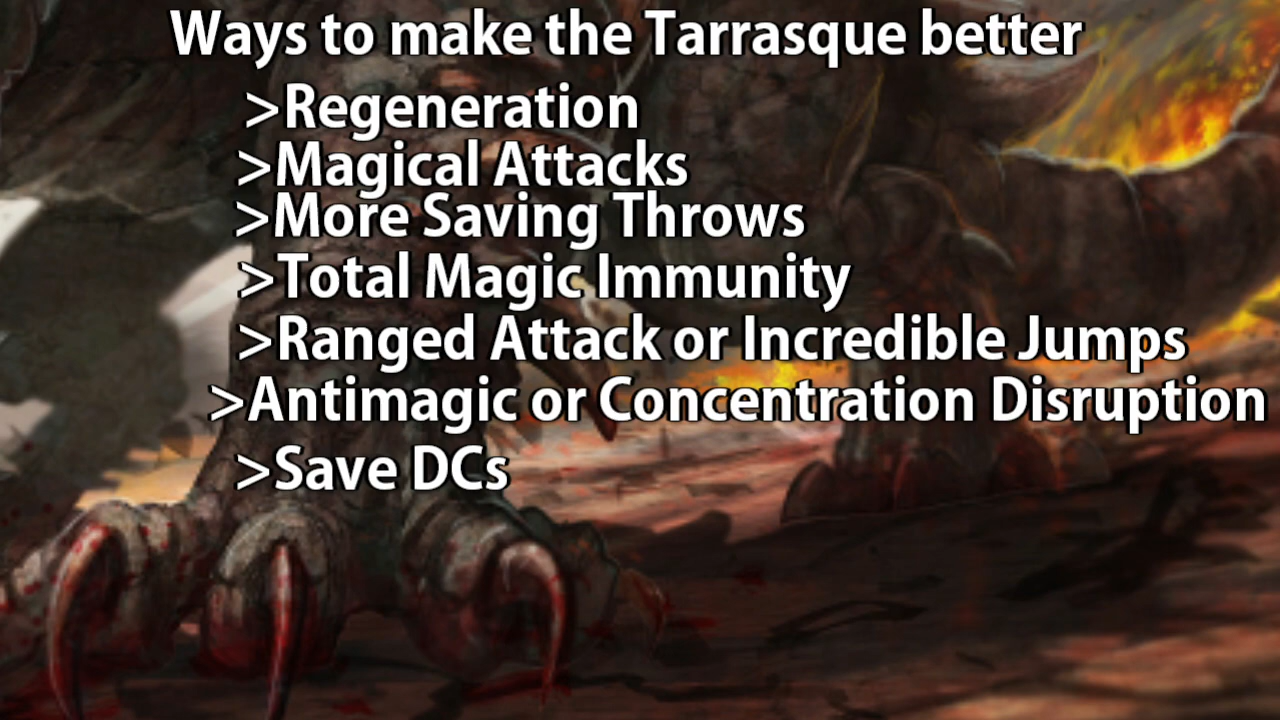 Ways to make the Tarrasque better
>Regeneration
>Magical Attacks
>More Saving Throws
>Total Magic Immunity
>Ranged Attack or Incredible Jumps
>Antimagic or Concentration Disruption
>Save DCs